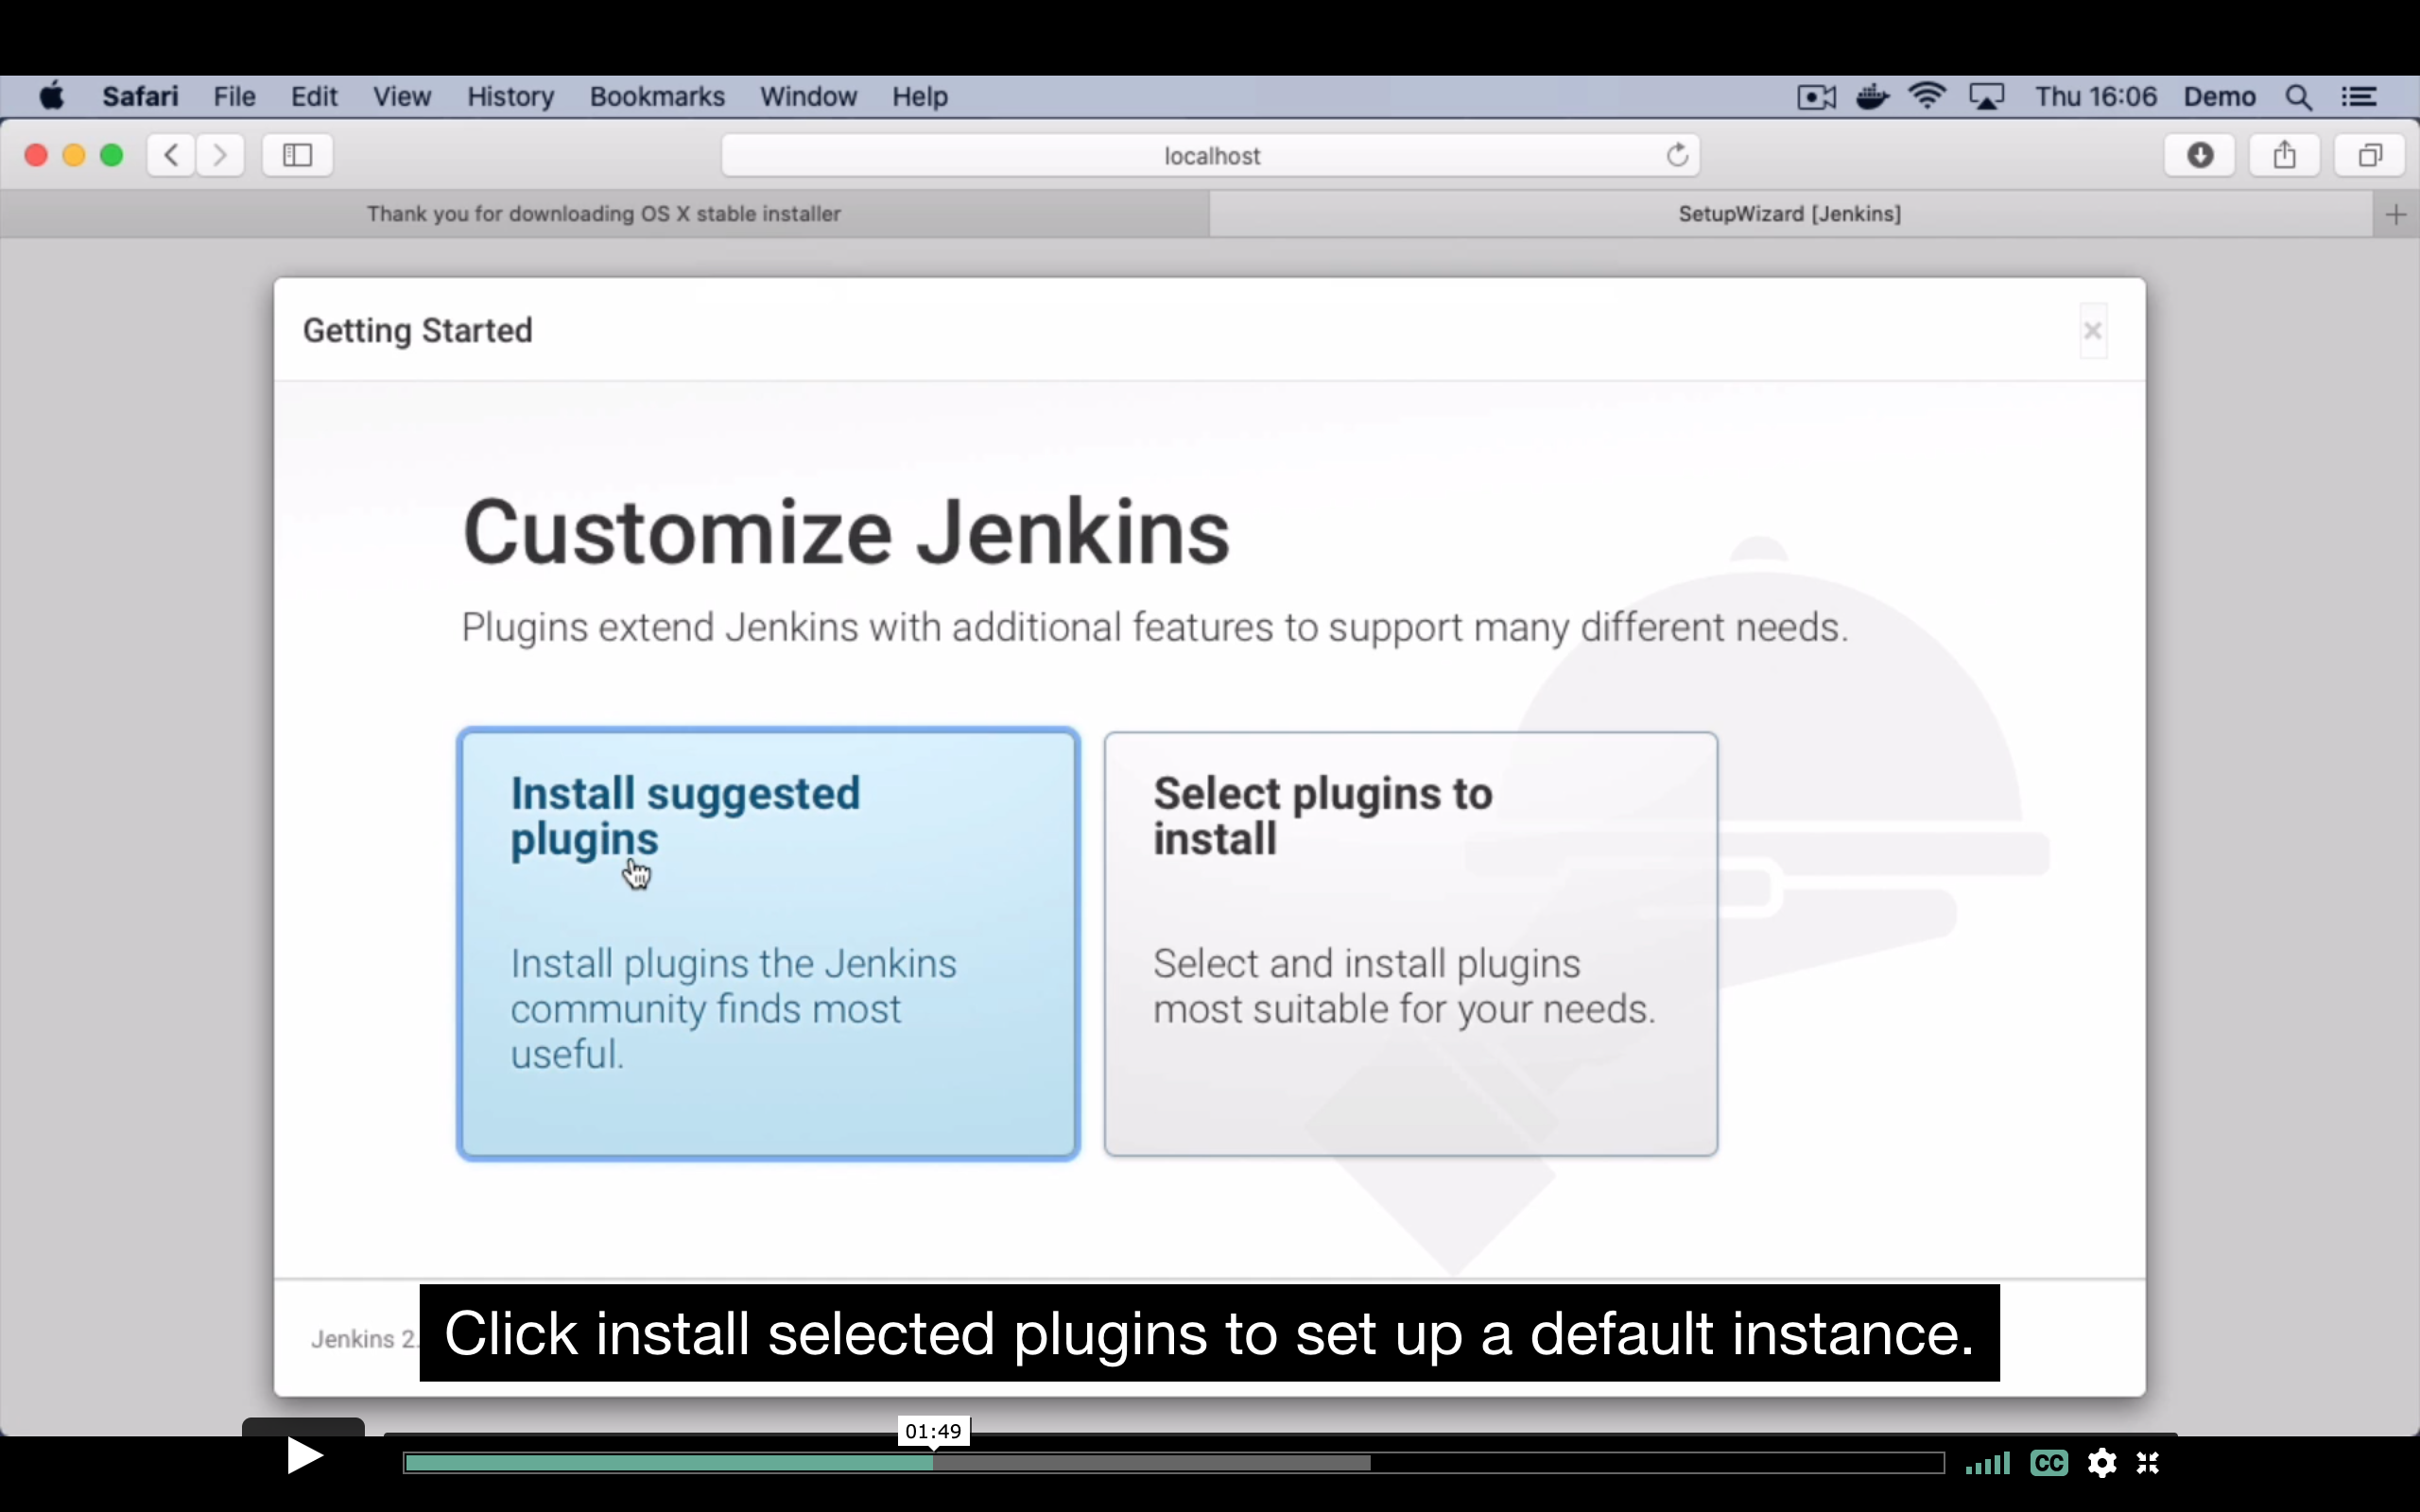 Safari File Edit View History Bookmarks Window Help Thu 16:06 Demo
localhost
Thank you for downloading OS X stable installer SetupWizard [Jenkins]
Getting Started
Customize Jenkins
Plugins extend Jenkins with additional features to support many different needs.
Install suggested
plugins
Install plugins the Jenkins
community finds most
useful.
Select plugins to
install
Select and install plugins
most suitable for your needs.
Jenkins 2.
Click install selected plugins to set up a default instance.
01:49
CC